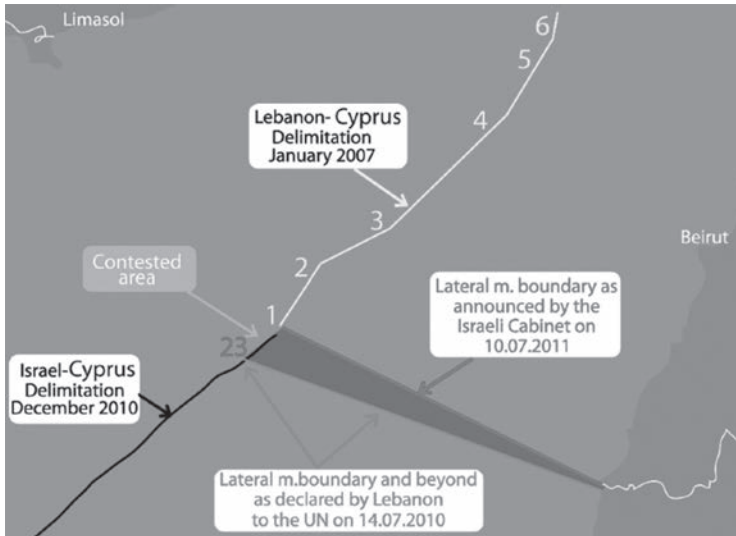 Limasol
6
5
Lebanon- Cyprus
Delimitation
January 2007
4
3
Beirut
Contested
area
2
Lateral m. boundary as
announced by the
Israeli Cabinet on
10.07.2011
1
23
Israel-Cyprus
Delimitation
December 2010
Lateral m.boundary and beyond
as declared by Lebanon
to the UN on 14.07.2010